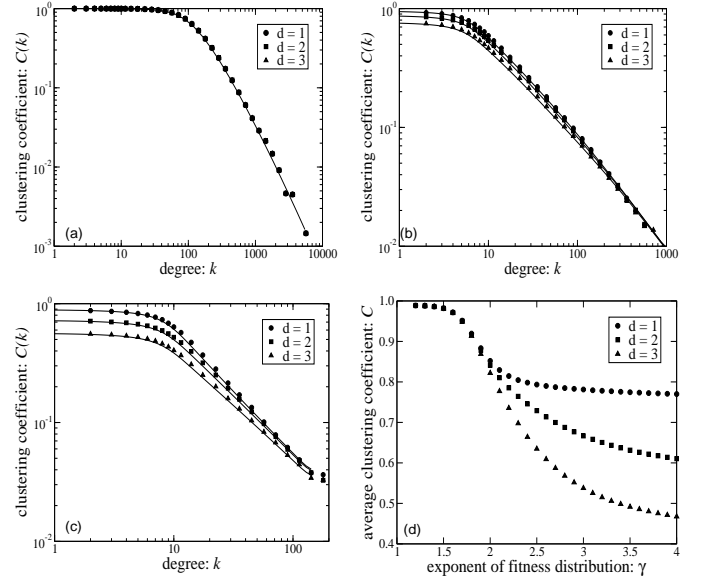 10^0
10^-1
10^-2
10^-3
clustering coefficient: C(k)
d = 1
d = 2
d = 3
(a)
1 10 100 1000 10000
degree: k
10^0
10^-1
10^-2
clustering coefficient: C(k)
d = 1
d = 2
d = 3
(b)
1 10 100 1000
degree: k
10^0
10^-1
10^-2
clustering coefficient: C(k)
d = 1
d = 2
d = 3
(c)
1 10 100
degree: k
1.0
0.9
0.8
0.7
0.6
0.5
0.4
average clustering coefficient: C
d = 1
d = 2
d = 3
(d)
1 1.5 2 2.5 3 3.5 4
exponent of fitness distribution: γ